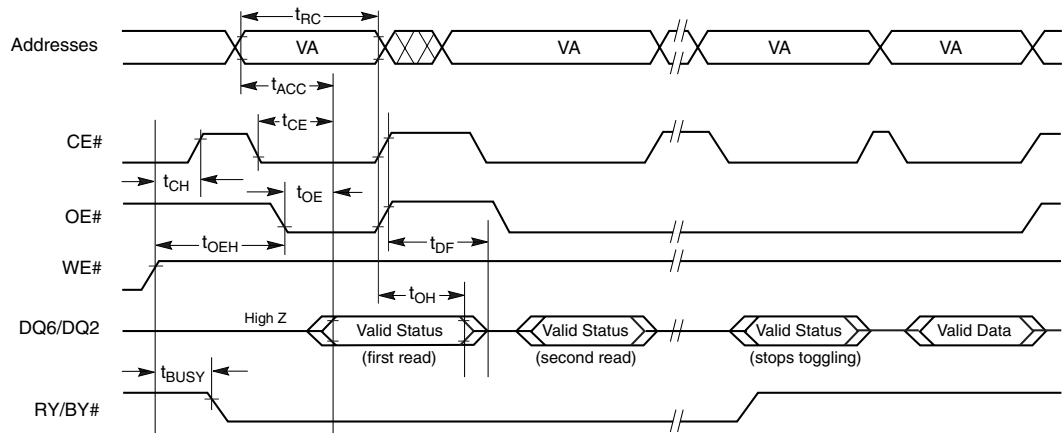 tRC
Addresses VA VA VA VA
tACC
tCE
CE#
tCH
tOE
OE#
tOEH tDF
WE#
tOH
High Z
DQ6/DQ2 Valid Status Valid Status Valid Status Valid Data
(first read) (second read) (stops toggling)
tBUSY
RY/BY#